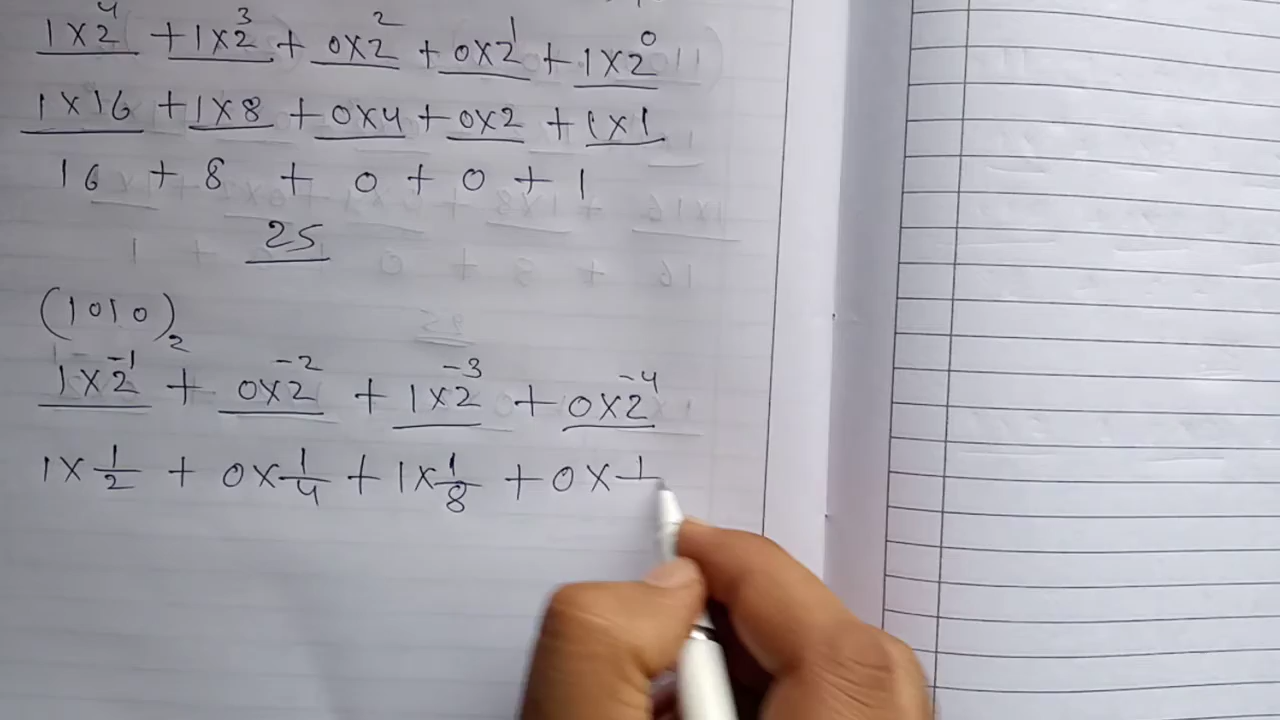 1×2⁴ + 1×2³ + 0×2² + 0×2¹ + 1×2⁰
1×16 + 1×8 + 0×4 + 0×2 + 1×1
16 + 8 + 0 + 0 + 1
25
(1010)₂
1×2⁻¹ + 0×2⁻² + 1×2⁻³ + 0×2⁻⁴
1×1/2 + 0×1/4 + 1×1/8 + 0×1/